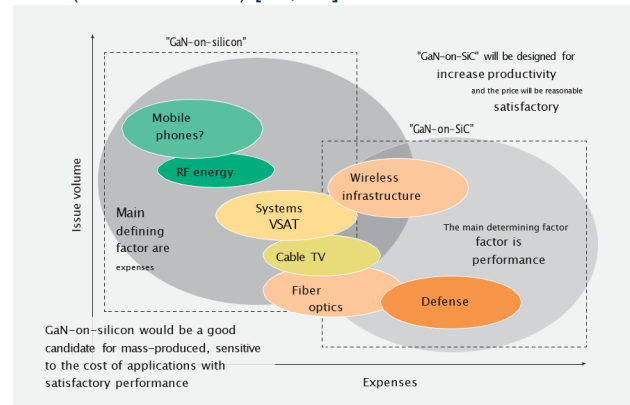 "GaN-on-silicon"
"GaN-on-SiC" will be designed for
increase productivity
and the price will be reasonable
satisfactory
"GaN-on-SiC"
Mobile
phones?
RF energy
Wireless
infrastructure
Systems
VSAT
Cable TV
Fiber
optics
Defense
Main
defining
factor are
expenses
The main determining factor
factor is
performance
Issue volume
GaN-on-silicon would be a good
candidate for mass-produced, sensitive
to the cost of applications with
satisfactory performance
Expenses